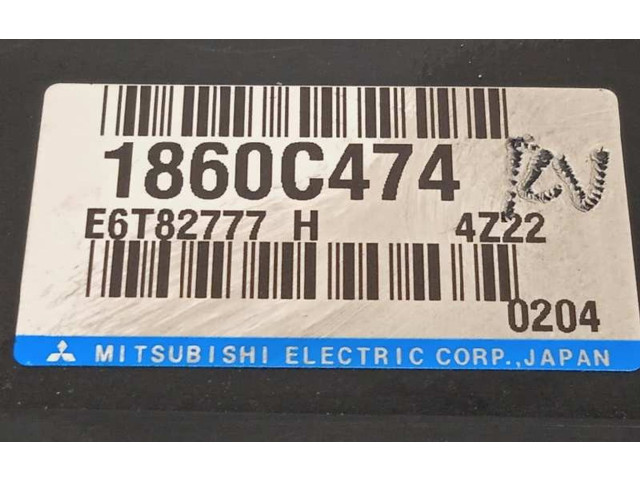 1860C474
E6T82777 H 4Z22
0204
MITSUBISHI ELECTRIC CORP., JAPAN